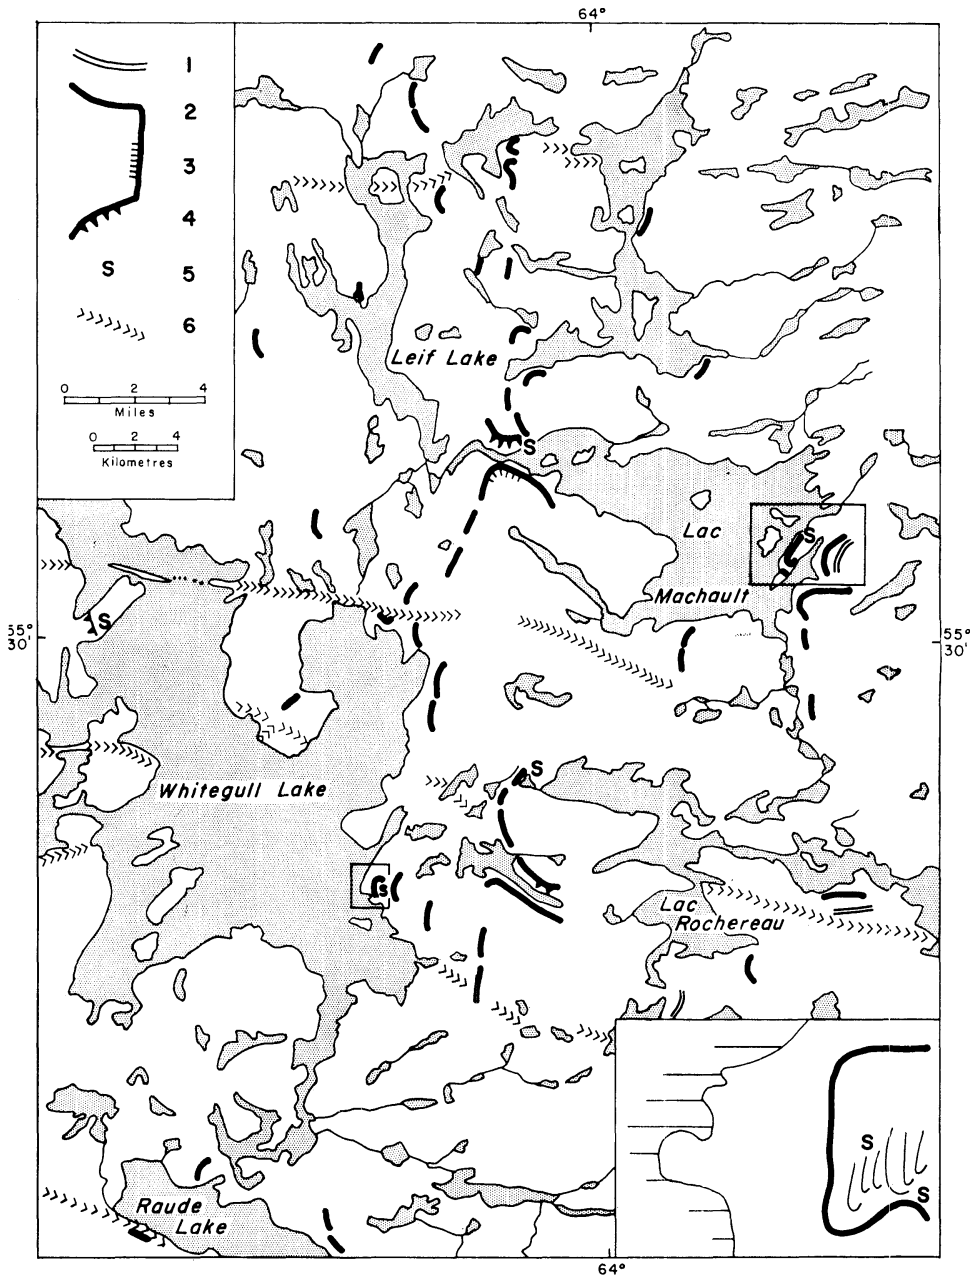 64°
1
2
3
4
S
5
6
0 2 4
Miles
0 2 4
Kilometres
Leif Lake
S
Lac
S
Machault
S
55°
30'
55°
30'
S
Whitegull Lake
S
Lac
Rochereau
S
S
Raude
Lake
64°